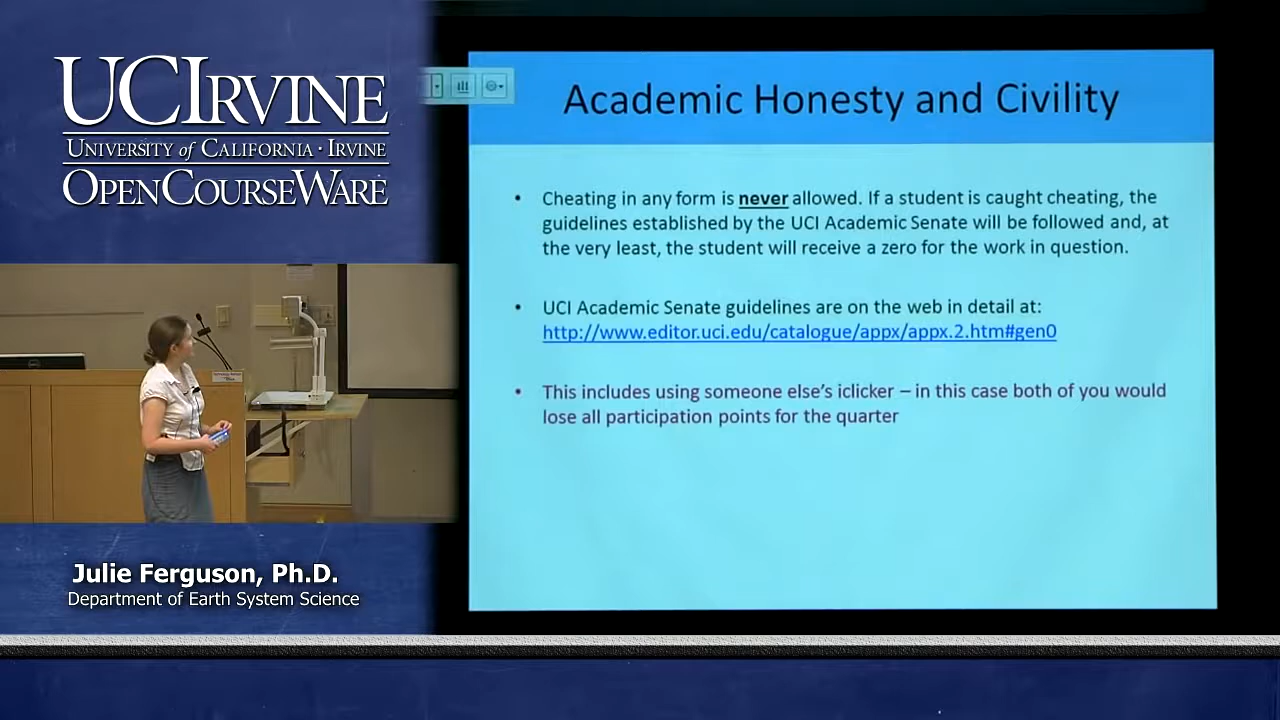 UCIRVINE
UNIVERSITY of CALIFORNIA · IRVINE
OPENCOURSEWARE
Academic Honesty and Civility
• Cheating in any form is never allowed. If a student is caught cheating, the
guidelines established by the UCI Academic Senate will be followed and, at
the very least, the student will receive a zero for the work in question.
• UCI Academic Senate guidelines are on the web in detail at:
http://www.editor.uci.edu/catalogue/appx/appx.2.htm#gen0
• This includes using someone else's iclicker – in this case both of you would
lose all participation points for the quarter
Julie Ferguson, Ph.D.
Department of Earth System Science